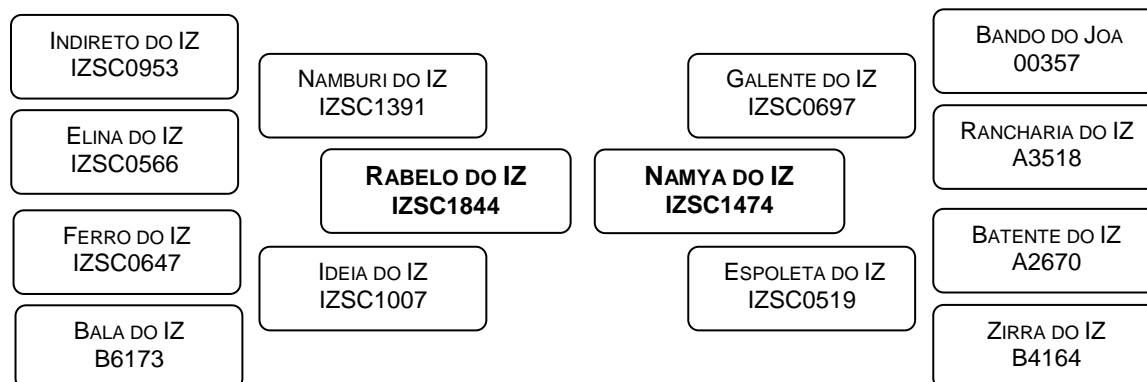 INDIRETO DO IZ
IZSC0953
ELINA DO IZ
IZSC0566
FERRO DO IZ
IZSC0647
BALA DO IZ
B6173
NAMBURI DO IZ
IZSC1391
IDEIA DO IZ
IZSC1007
RABELO DO IZ
IZSC1844
NAMYA DO IZ
IZSC1474
GALENTE DO IZ
IZSC0697
ESPOLETA DO IZ
IZSC0519
BANDO DO JOA
00357
RANCHARIA DO IZ
A3518
BATENTE DO IZ
A2670
ZIRRA DO IZ
B4164